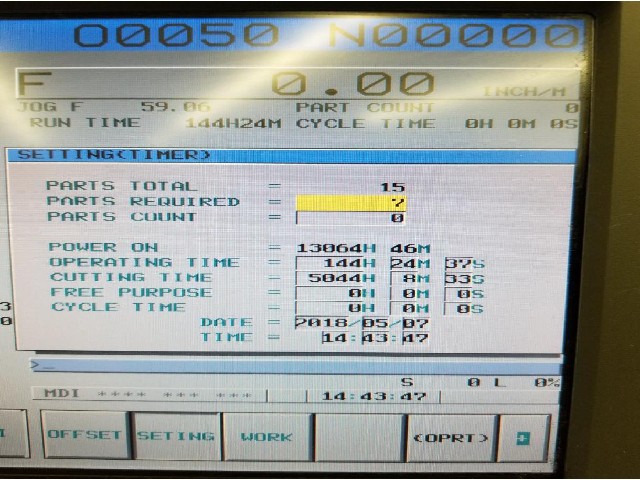 O0050 N00000
F 0.00 INCH/M
JOG F 59.06 PART COUNT 0
RUN TIME 144H24M CYCLE TIME 0H 0M 0S
SETTING(TIMER)
PARTS TOTAL = 15
PARTS REQUIRED = 7
PARTS COUNT = 0
POWER ON = 13064H 46M
OPERATING TIME = 144H 24M 37S
CUTTING TIME = 5044H 8M 53S
FREE PURPOSE = 0H 0M 0S
CYCLE TIME = 0H 0M 0S
DATE = 2018/05/07
TIME = 14:43:47
>_
S 0 L 0%
MDI **** *** *** *** 14:43:47
OFFSET SETING WORK (OPRT) +